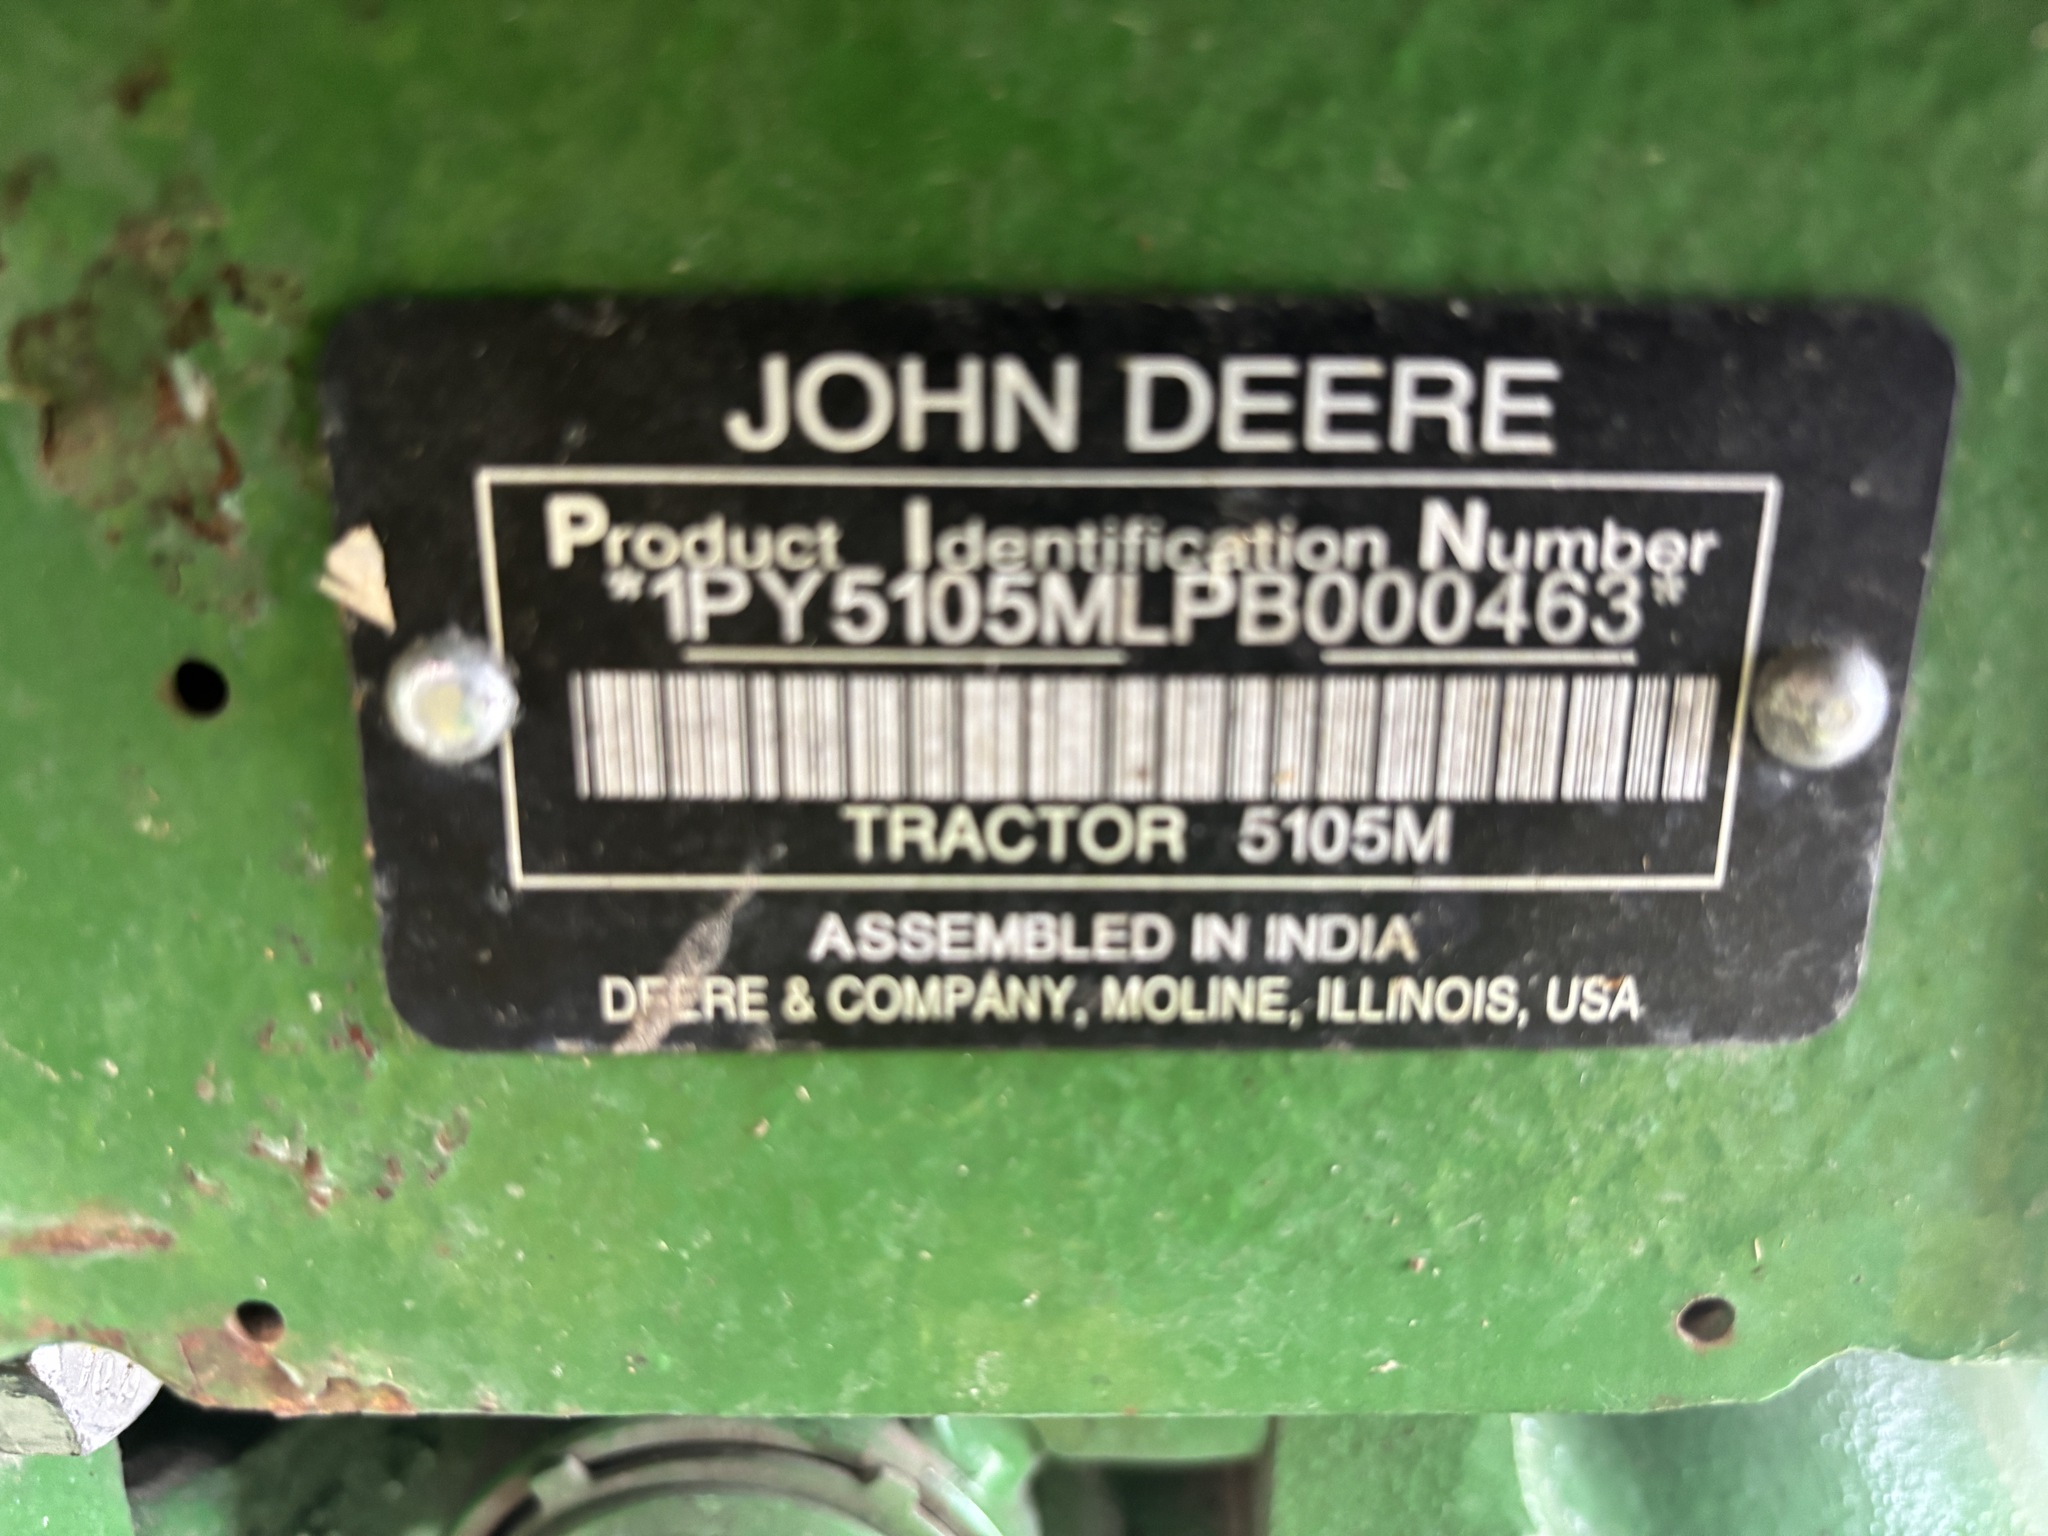 JOHN DEERE
Product Identification Number
*1PY5105MLPB000463*
TRACTOR 5105M
ASSEMBLED IN INDIA
DEERE & COMPANY, MOLINE, ILLINOIS, USA